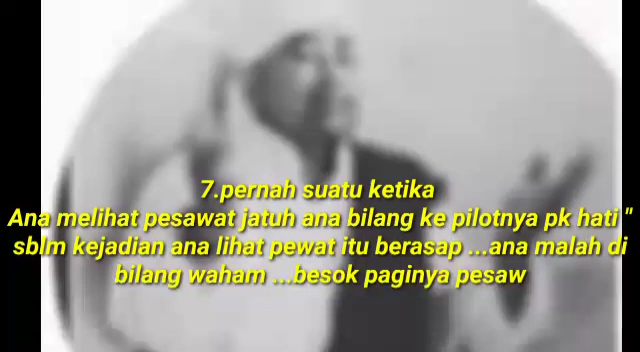 7.pernah suatu ketika
Ana melihat pesawat jatuh ana bilang ke pilotnya pk hati "
sblm kejadian ana lihat pewat itu berasap ...ana malah di
bilang waham ...besok paginya pesaw